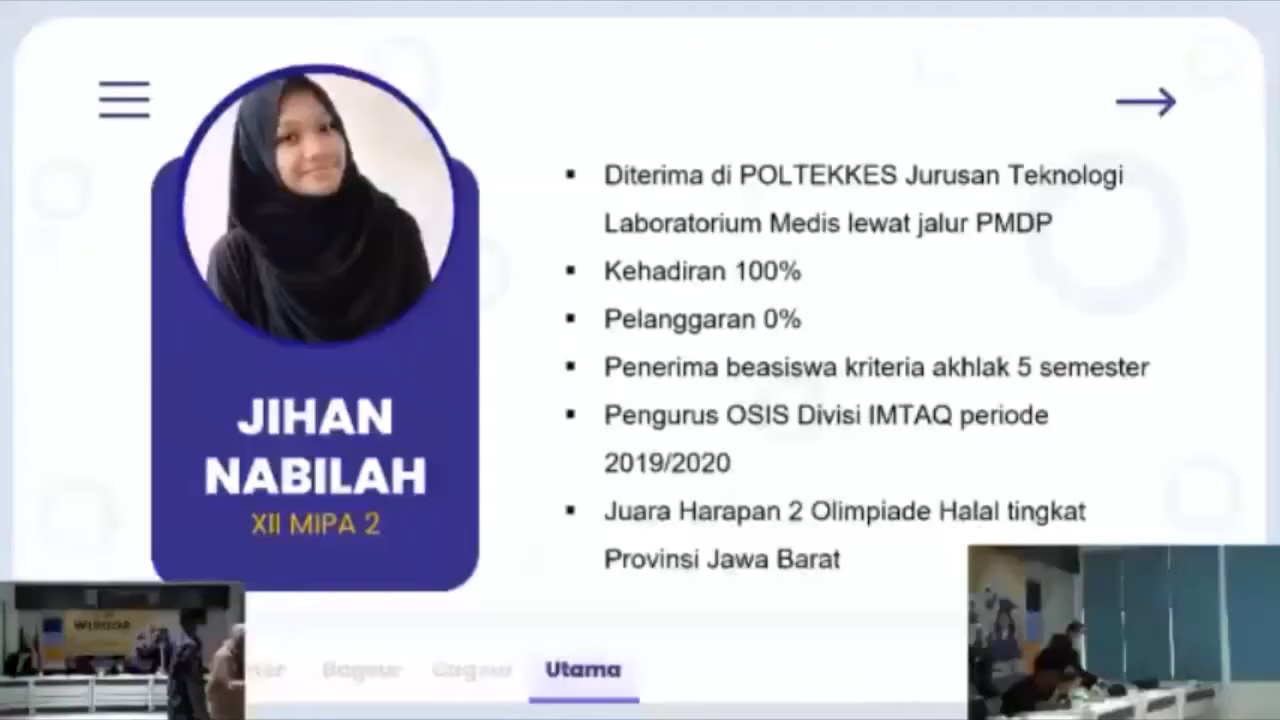 Diterima di POLTEKKES Jurusan Teknologi
Laboratorium Medis lewat jalur PMDP
Kehadiran 100%
Pelanggaran 0%
Penerima beasiswa kriteria akhlak 5 semester
Pengurus OSIS Divisi IMTAQ periode
2019/2020
Juara Harapan 2 Olimpiade Halal tingkat
Provinsi Jawa Barat
JIHAN
NABILAH
XII MIPA 2
Utama